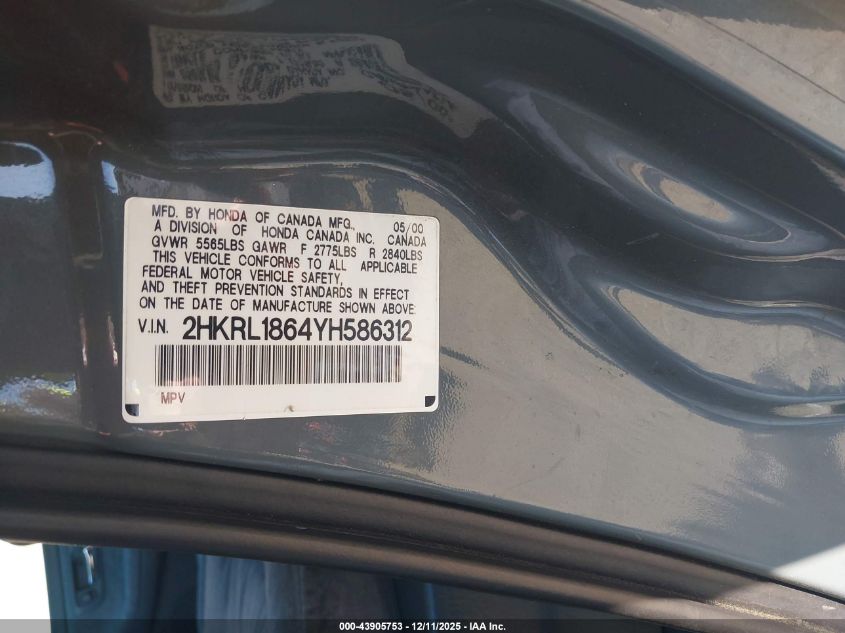 MFD. BY HONDA OF CANADA MFG., 05/00
A DIVISION OF HONDA CANADA INC. CANADA
GVWR 5565LBS GAWR F 2775LBS R 2840LBS
THIS VEHICLE CONFORMS TO ALL APPLICABLE
FEDERAL MOTOR VEHICLE SAFETY,
AND THEFT PREVENTION STANDARDS IN EFFECT
ON THE DATE OF MANUFACTURE SHOWN ABOVE.
V.I.N. 2HKRL1864YH586312
MPV
000-43905753 - 12/11/2025 - IAA Inc.